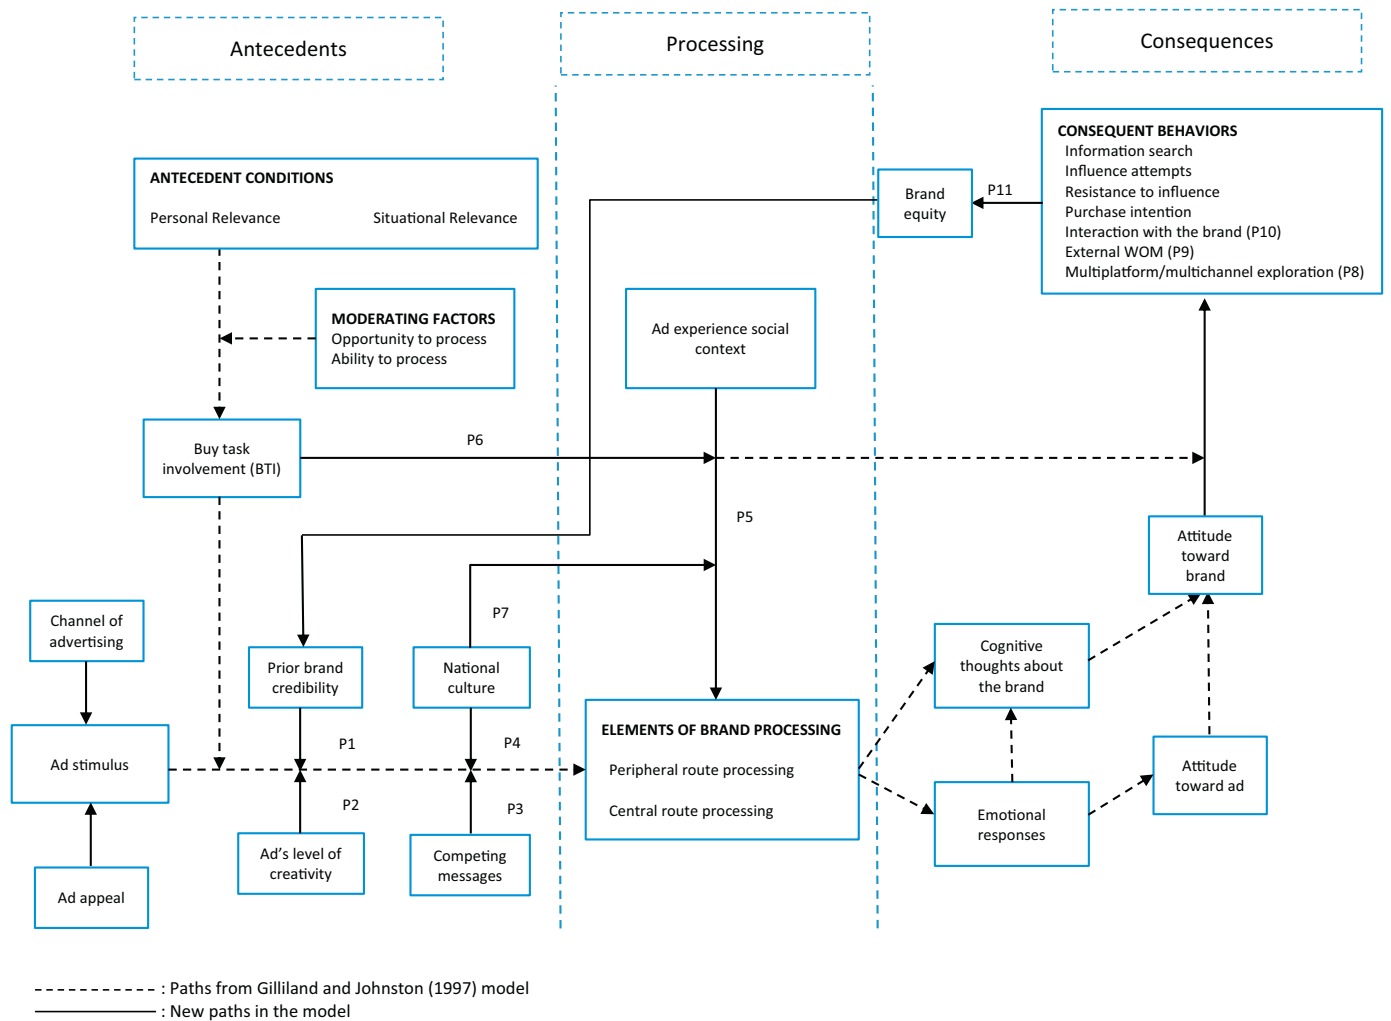 Antecedents
Processing
Consequences
ANTECEDENT CONDITIONS
Personal Relevance
Situational Relevance
MODERATING FACTORS
Opportunity to process
Ability to process
Buy task
involvement (BTI)
P6
Ad experience social
context
P5
Brand
equity
P11
CONSEQUENT BEHAVIORS
Information search
Influence attempts
Resistance to influence
Purchase intention
Interaction with the brand (P10)
External WOM (P9)
Multiplatform/multichannel exploration (P8)
Channel of
advertising
Ad stimulus
Ad appeal
Prior brand
credibility
P1
P2
Ad’s level of
creativity
P7
National
culture
P4
P3
Competing
messages
ELEMENTS OF BRAND PROCESSING
Peripheral route processing
Central route processing
Cognitive
thoughts about
the brand
Emotional
responses
Attitude
toward
brand
Attitude
toward ad
: Paths from Gilliland and Johnston (1997) model
: New paths in the model